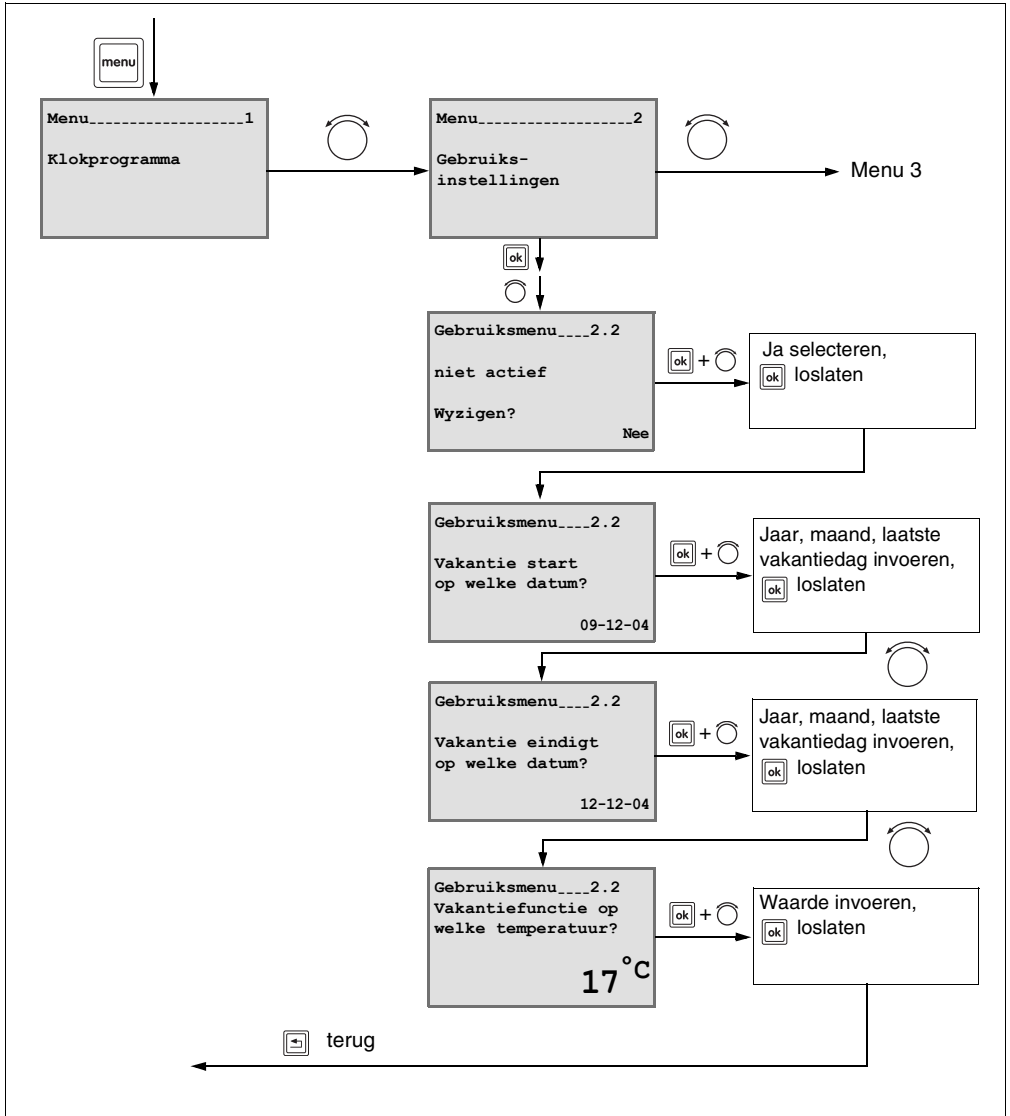 menu
Menu___________________1
Klokprogramma
Menu___________________2
Gebruiks-
instellingen
Menu 3
ok
Gebruiksmenu____2.2
niet actief
Wyzigen?
Nee
ok +
Ja selecteren,
ok loslaten
Gebruiksmenu____2.2
Vakantie start
op welke datum?
09-12-04
ok +
Jaar, maand, laatste
vakantiedag invoeren,
ok loslaten
Gebruiksmenu____2.2
Vakantie eindigt
op welke datum?
12-12-04
ok +
Jaar, maand, laatste
vakantiedag invoeren,
ok loslaten
Gebruiksmenu____2.2
Vakantiefunctie op
welke temperatuur?
17°C
ok +
Waarde invoeren,
ok loslaten
terug